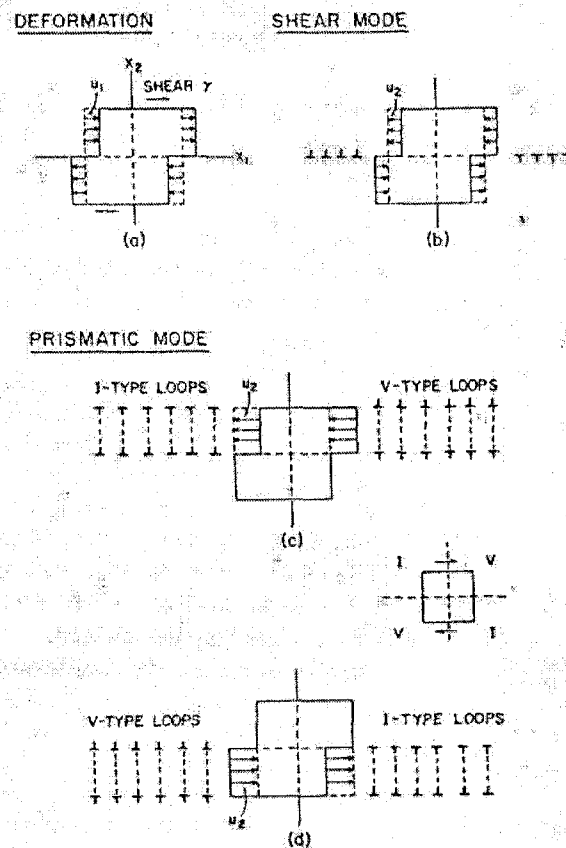 DEFORMATION
SHEAR MODE
X₂
u₁
SHEAR γ
X₁
(a)
u₂
(b)
PRISMATIC MODE
I-TYPE LOOPS
u₂
V-TYPE LOOPS
(c)
I V
V I
V-TYPE LOOPS
I-TYPE LOOPS
u₂
(d)